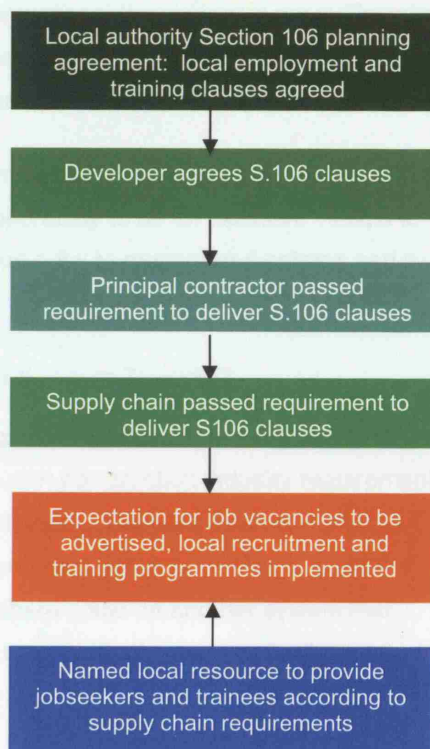 Local authority Section 106 planning
agreement: local employment and
training clauses agreed
Developer agrees S.106 clauses
Principal contractor passed
requirement to deliver S.106 clauses
Supply chain passed requirement to
deliver S106 clauses
Expectation for job vacancies to be
advertised, local recruitment and
training programmes implemented
Named local resource to provide
jobseekers and trainees according to
supply chain requirements